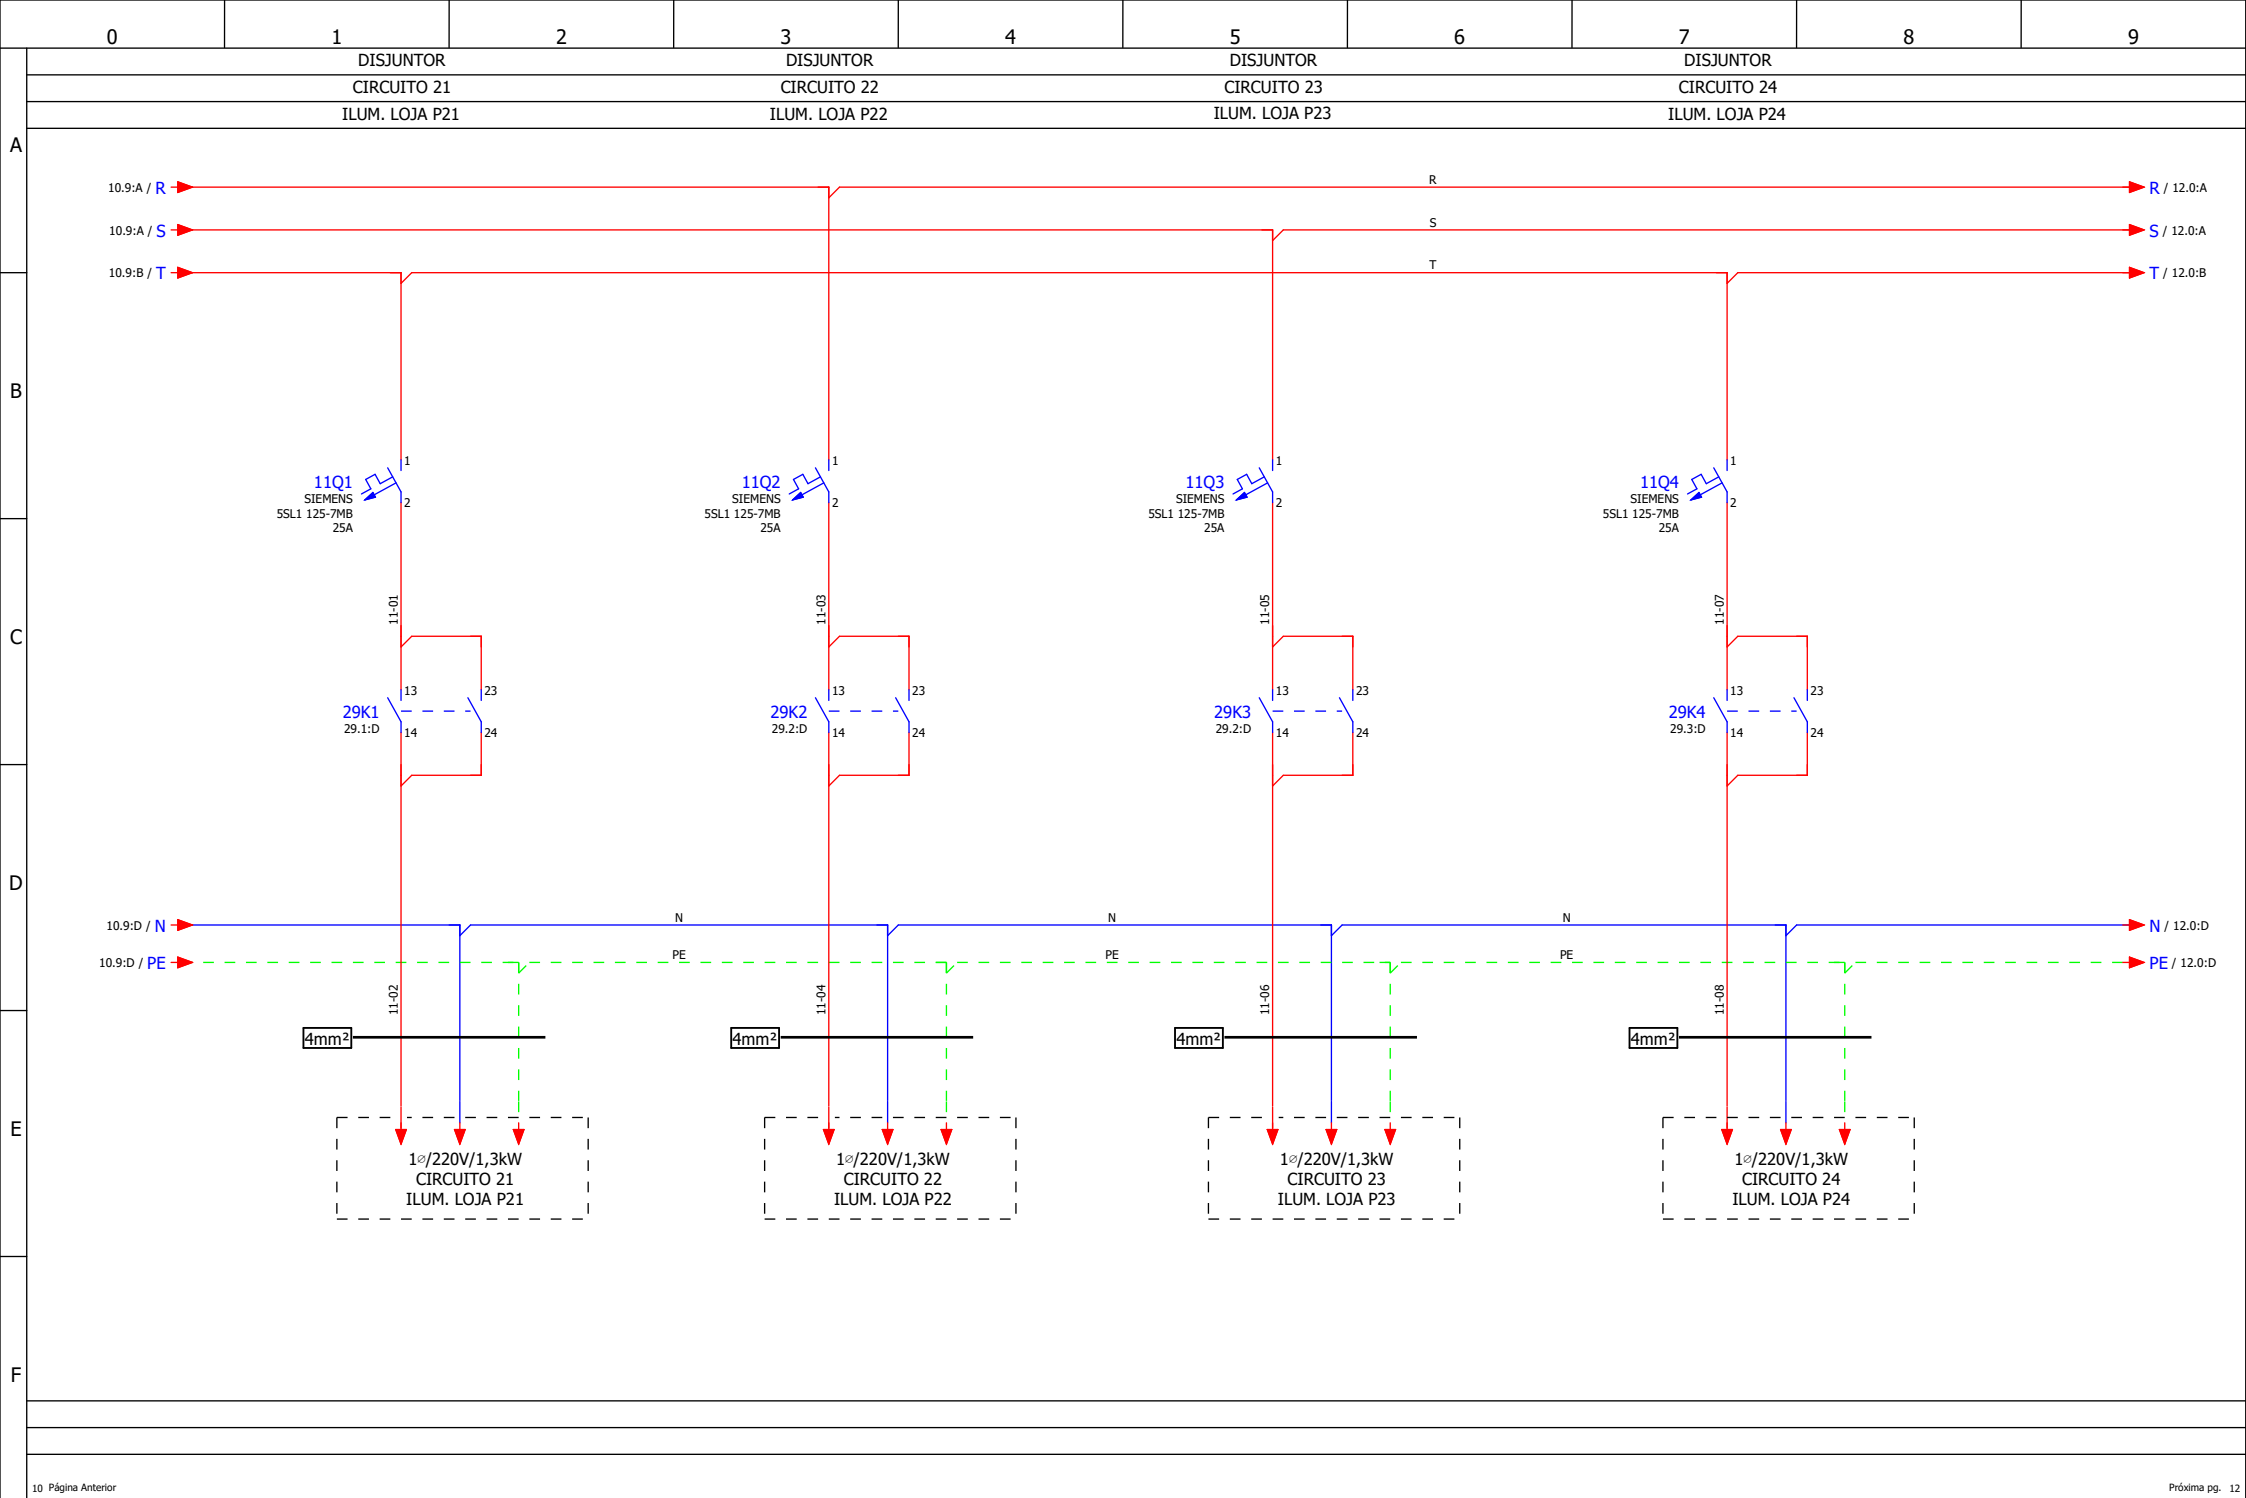 0 1 2 3 4 5 6 7 8 9
DISJUNTOR DISJUNTOR DISJUNTOR DISJUNTOR
CIRCUITO 21 CIRCUITO 22 CIRCUITO 23 CIRCUITO 24
ILUM. LOJA P21 ILUM. LOJA P22 ILUM. LOJA P23 ILUM. LOJA P24
A
10.9:A / R R R / 12.0:A
10.9:A / S S S / 12.0:A
10.9:B / T T T / 12.0:B
B
1 1 1 1
11Q1 11Q2 11Q3 11Q4
SIEMENS SIEMENS SIEMENS SIEMENS
2 2 2 2
5SL1 125-7MB 5SL1 125-7MB 5SL1 125-7MB 5SL1 125-7MB
25A 25A 25A 25A
11-01 11-03 11-05 11-07
C
13 23 13 23 13 23 13 23
29K1 29K2 29K3 29K4
29.1:D 29.2:D 29.2:D 29.3:D
14 24 14 24 14 24 14 24
D
10.9:D / N N N N N / 12.0:D
10.9:D / PE PE PE PE PE / 12.0:D
11-02 11-04 11-06 11-08
4mm² 4mm² 4mm² 4mm²
E
1⌀/220V/1,3kW 1⌀/220V/1,3kW 1⌀/220V/1,3kW 1⌀/220V/1,3kW
CIRCUITO 21 CIRCUITO 22 CIRCUITO 23 CIRCUITO 24
ILUM. LOJA P21 ILUM. LOJA P22 ILUM. LOJA P23 ILUM. LOJA P24
F
10 Página Anterior Próxima pg. 12